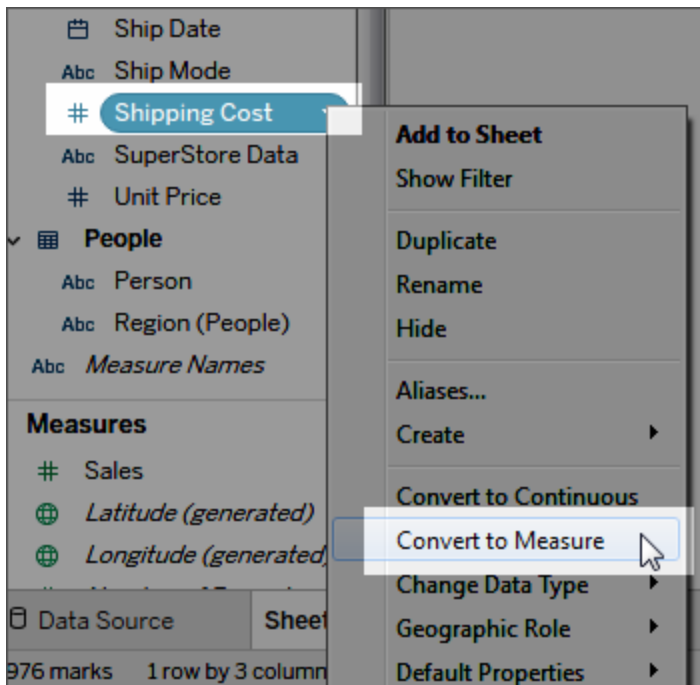 Ship Date
Abc Ship Mode
# Shipping Cost
Abc SuperStore Data
# Unit Price
People
Abc Person
Abc Region (People)
Abc Measure Names
Measures
# Sales
Latitude (generated)
Longitude (generated)
Data Source
Sheet
976 marks 1 row by 3 column
Add to Sheet
Show Filter
Duplicate
Rename
Hide
Aliases...
Create
Convert to Continuous
Convert to Measure
Change Data Type
Geographic Role
Default Properties